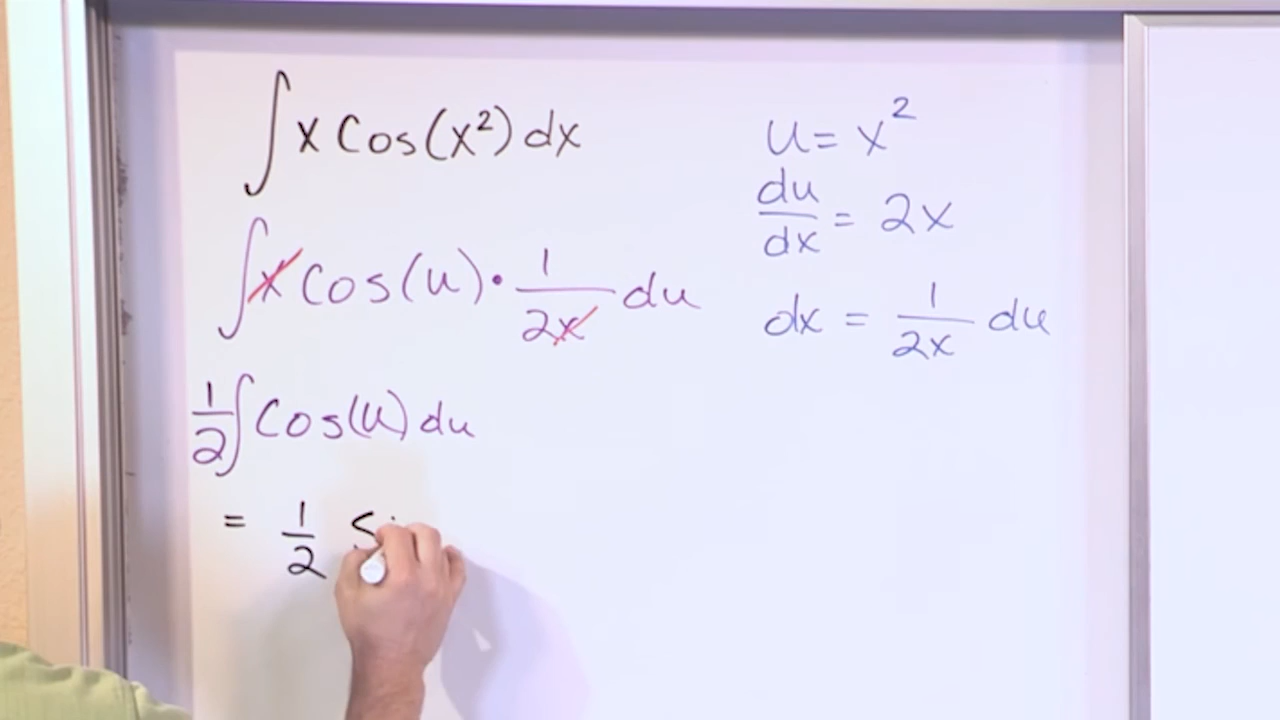 ∫ x Cos(x²) dx
∫ x Cos(u) · 1/2x du
1/2 ∫ Cos(u) du
= 1/2 Si
u = x²
du/dx = 2x
dx = 1/2x du